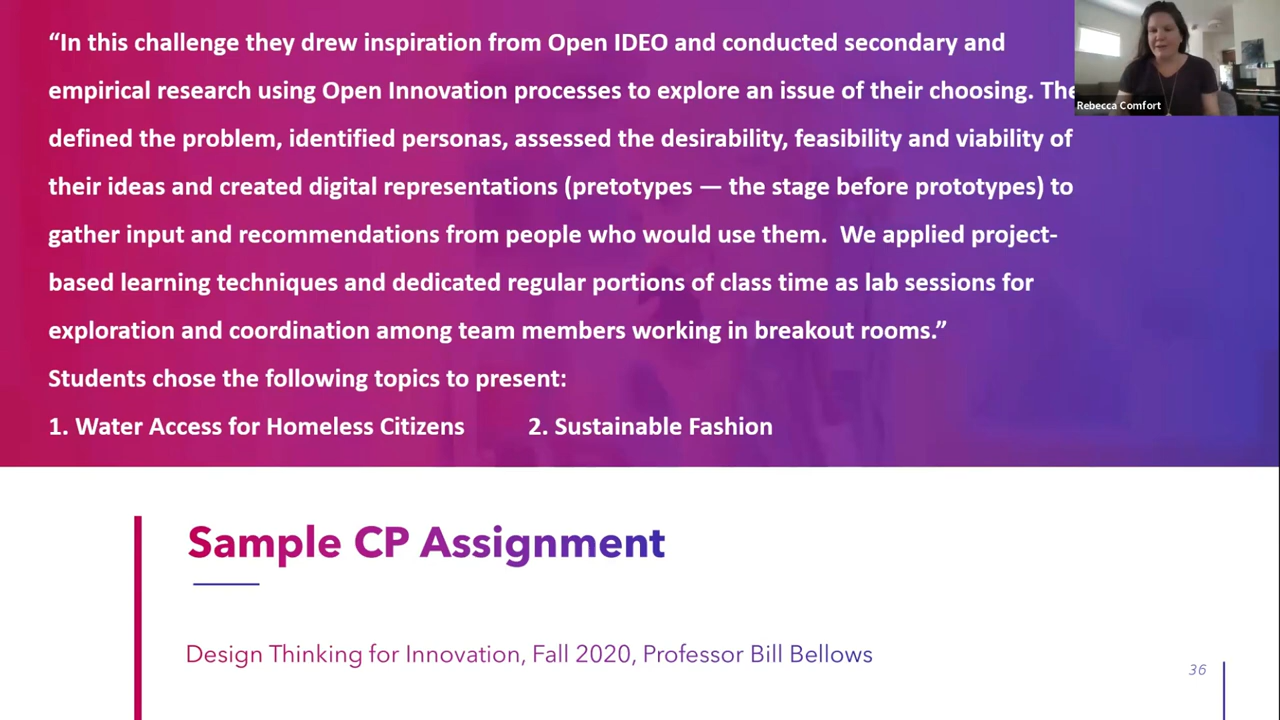 “In this challenge they drew inspiration from Open IDEO and conducted secondary and
empirical research using Open Innovation processes to explore an issue of their choosing. The
defined the problem, identified personas, assessed the desirability, feasibility and viability of
their ideas and created digital representations (pretotypes — the stage before prototypes) to
gather input and recommendations from people who would use them.  We applied project-
based learning techniques and dedicated regular portions of class time as lab sessions for
exploration and coordination among team members working in breakout rooms.”
Students chose the following topics to present:
1. Water Access for Homeless Citizens 2. Sustainable Fashion
Rebecca Comfort
Sample CP Assignment
Design Thinking for Innovation, Fall 2020, Professor Bill Bellows
36